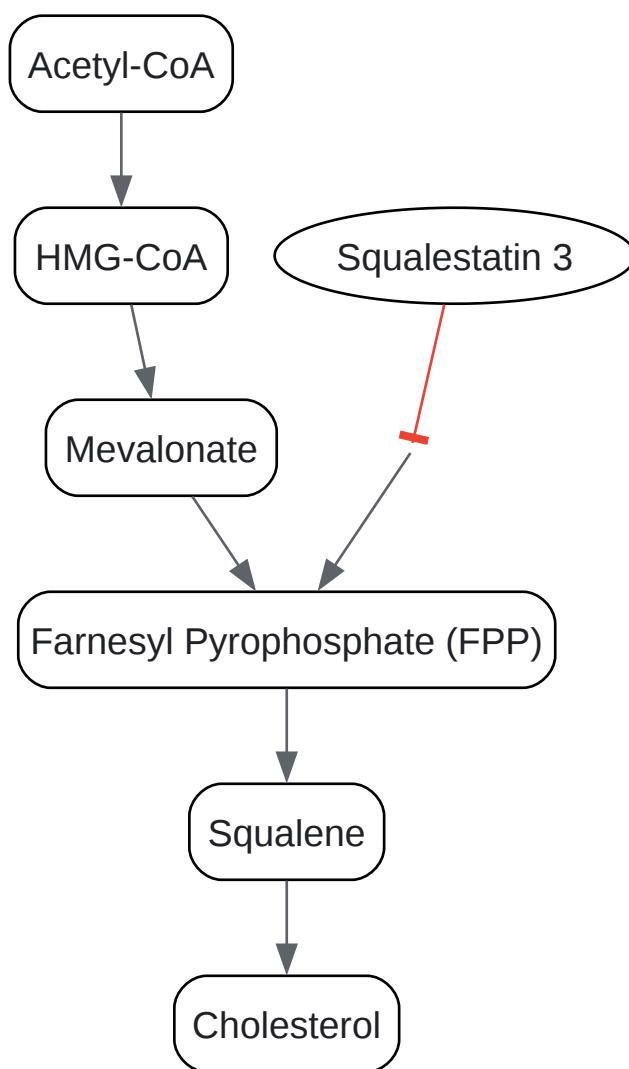 Acetyl-CoA
HMG-CoA
Squalestatin 3
Mevalonate
Farnesyl Pyrophosphate (FPP)
Squalene
Cholesterol